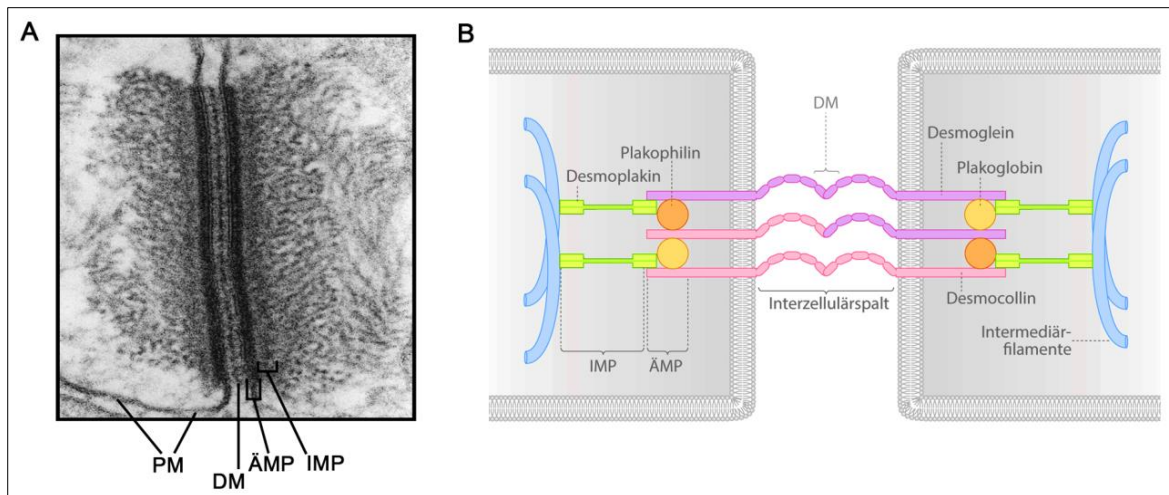 A
PM
DM
ÄMP
IMP
B
DM
Desmoglein
Plakophilin
Plakoglobin
Desmoplakin
Interzellulärspalt
Desmocollin
Intermediär-
filamente
IMP
ÄMP